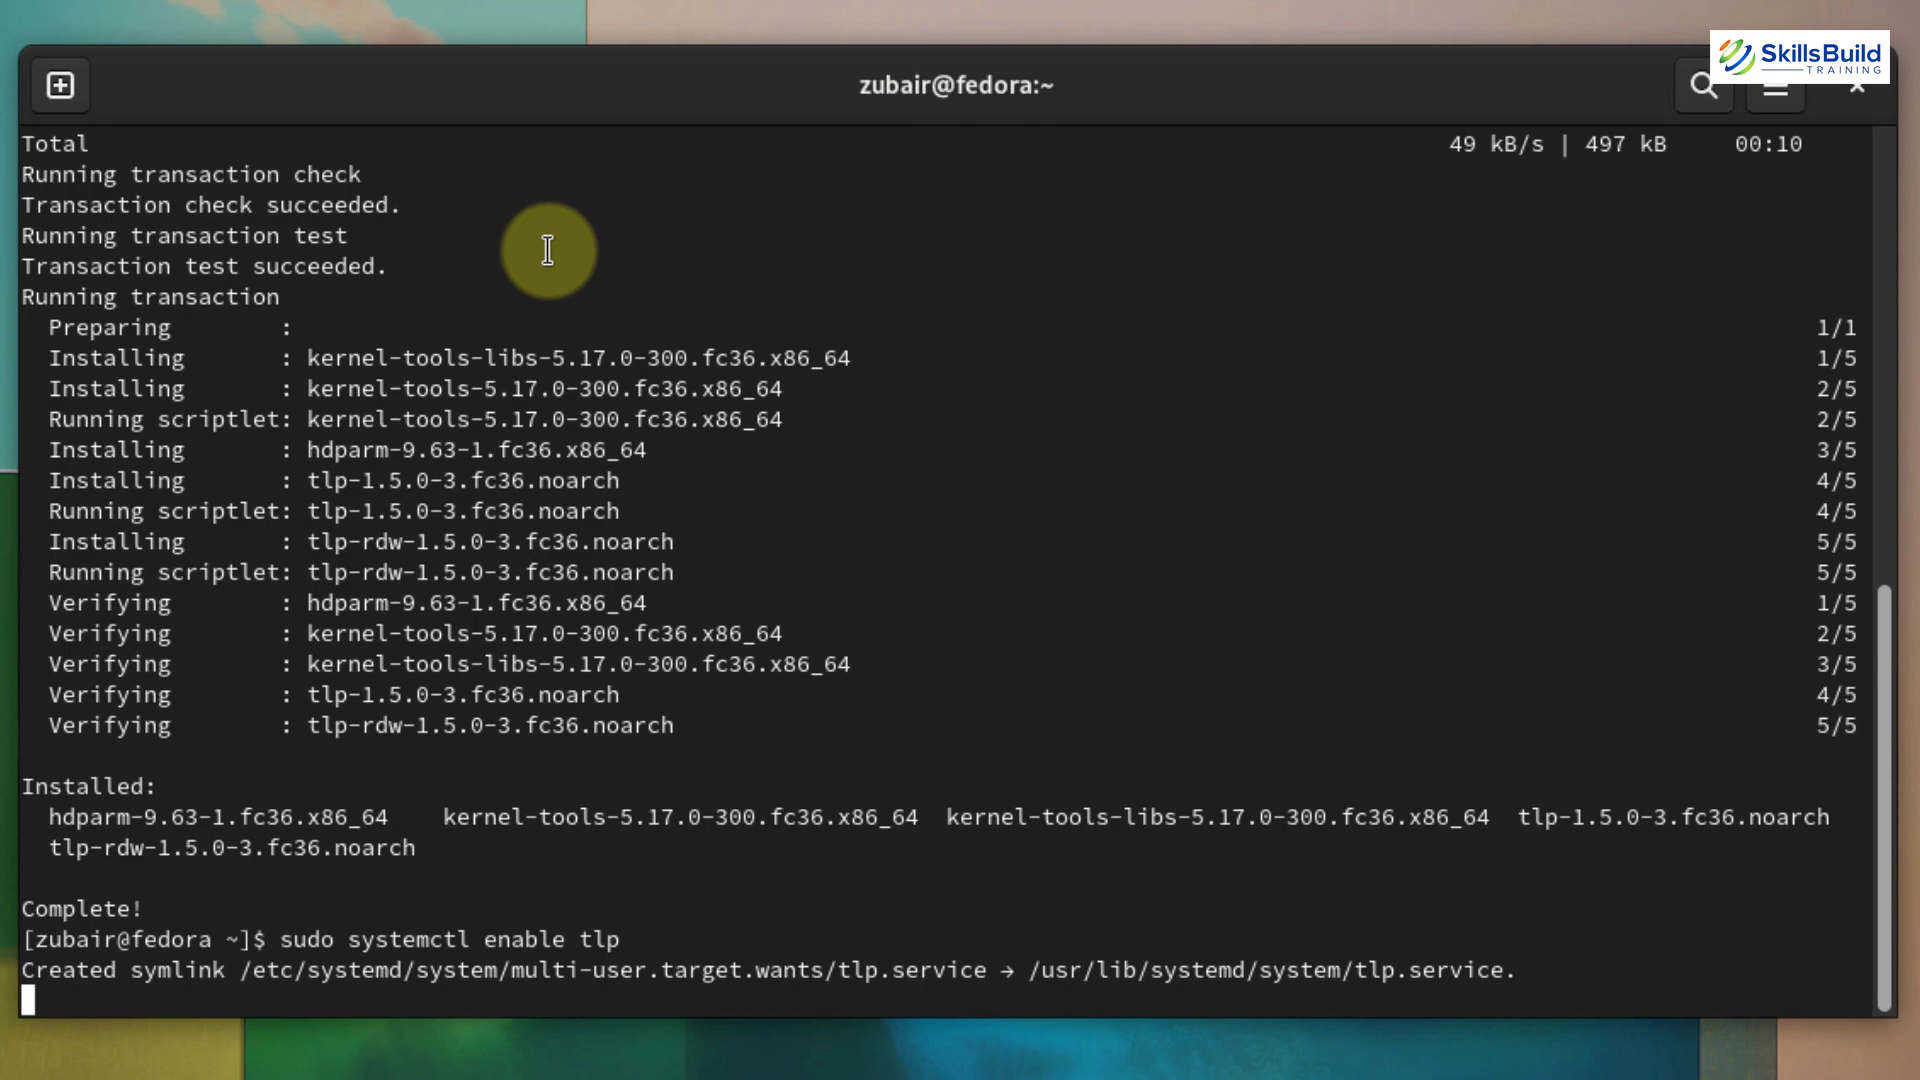 SkillsBuild
TRAINING
zubair@fedora:~
Total 49 kB/s | 497 kB 00:10
Running transaction check
Transaction check succeeded.
Running transaction test
Transaction test succeeded.
Running transaction
Preparing : 1/1
Installing : kernel-tools-libs-5.17.0-300.fc36.x86_64 1/5
Installing : kernel-tools-5.17.0-300.fc36.x86_64 2/5
Running scriptlet: kernel-tools-5.17.0-300.fc36.x86_64 2/5
Installing : hdparm-9.63-1.fc36.x86_64 3/5
Installing : tlp-1.5.0-3.fc36.noarch 4/5
Running scriptlet: tlp-1.5.0-3.fc36.noarch 4/5
Installing : tlp-rdw-1.5.0-3.fc36.noarch 5/5
Running scriptlet: tlp-rdw-1.5.0-3.fc36.noarch 5/5
Verifying : hdparm-9.63-1.fc36.x86_64 1/5
Verifying : kernel-tools-5.17.0-300.fc36.x86_64 2/5
Verifying : kernel-tools-libs-5.17.0-300.fc36.x86_64 3/5
Verifying : tlp-1.5.0-3.fc36.noarch 4/5
Verifying : tlp-rdw-1.5.0-3.fc36.noarch 5/5
Installed:
hdparm-9.63-1.fc36.x86_64 kernel-tools-5.17.0-300.fc36.x86_64 kernel-tools-libs-5.17.0-300.fc36.x86_64 tlp-1.5.0-3.fc36.noarch
tlp-rdw-1.5.0-3.fc36.noarch
Complete!
[zubair@fedora ~]$ sudo systemctl enable tlp
Created symlink /etc/systemd/system/multi-user.target.wants/tlp.service → /usr/lib/systemd/system/tlp.service.